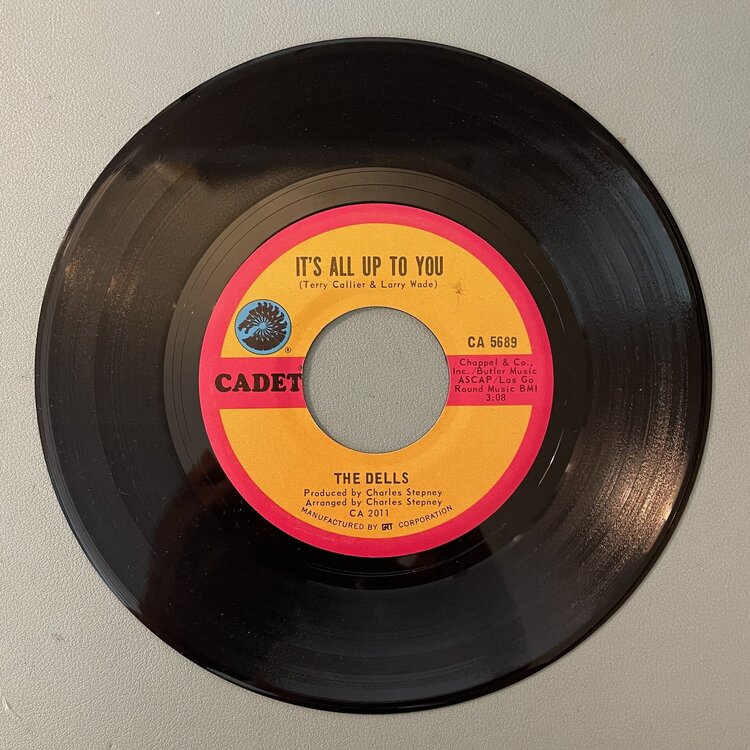 IT'S ALL UP TO YOU
(Terry Callier & Larry Wade)
®
CA 5689
CADET®
Chappel & Co.,
Inc./Butler Music
ASCAP/Las Go
Round Music BMI
3:08
THE DELLS
Produced by Charles Stepney
Arranged by Charles Stepney
CA 2011
MANUFACTURED BY GRT CORPORATION